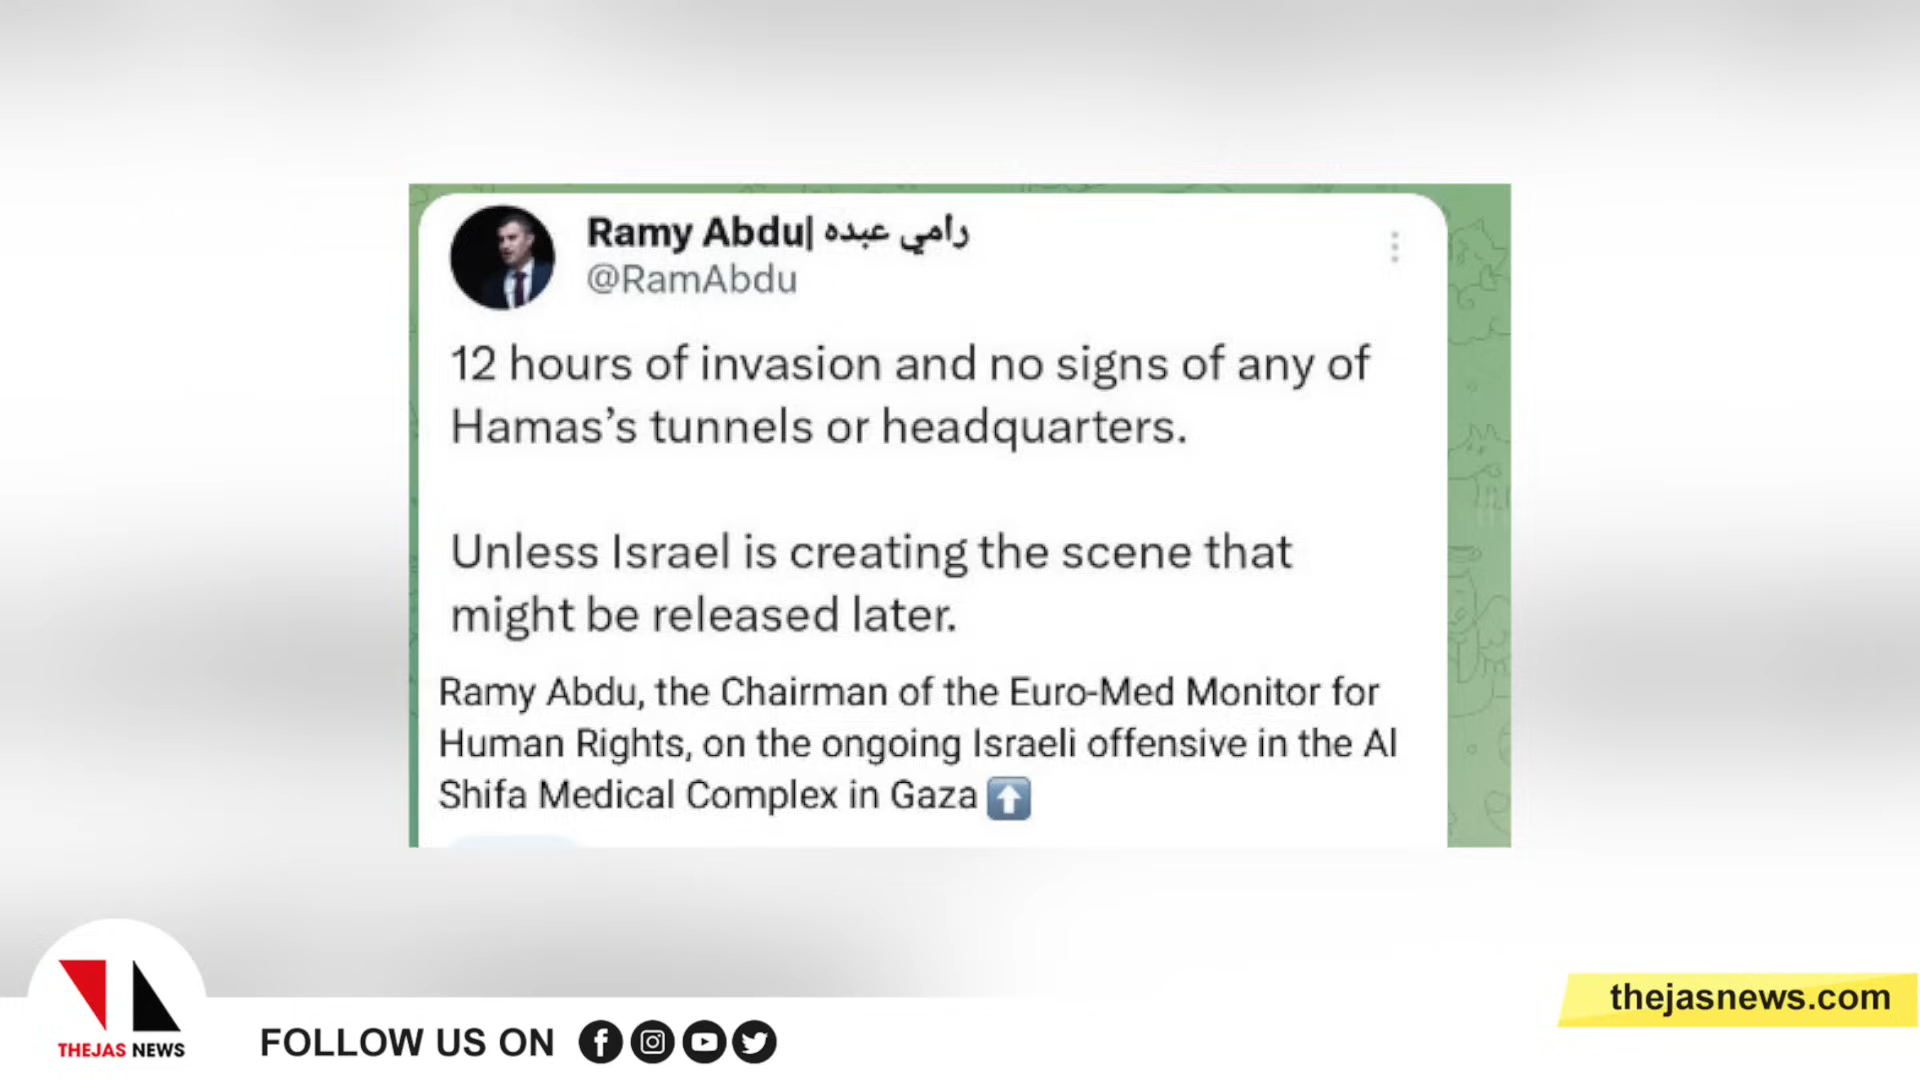 Ramy Abdu| رامي عبده
@RamAbdu
12 hours of invasion and no signs of any of
Hamas’s tunnels or headquarters.
Unless Israel is creating the scene that
might be released later.
Ramy Abdu, the Chairman of the Euro-Med Monitor for
Human Rights, on the ongoing Israeli offensive in the Al
Shifa Medical Complex in Gaza ⬆️
THEJAS NEWS
FOLLOW US ON
thejasnews.com